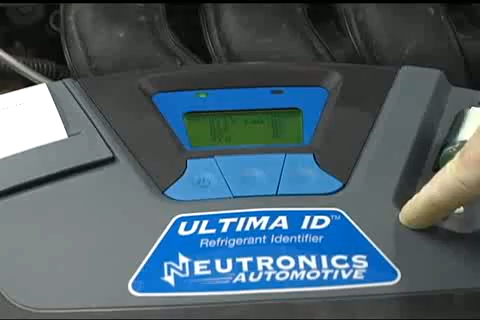 ULTIMA ID™
Refrigerant Identifier
NEUTRONICS
AUTOMOTIVE